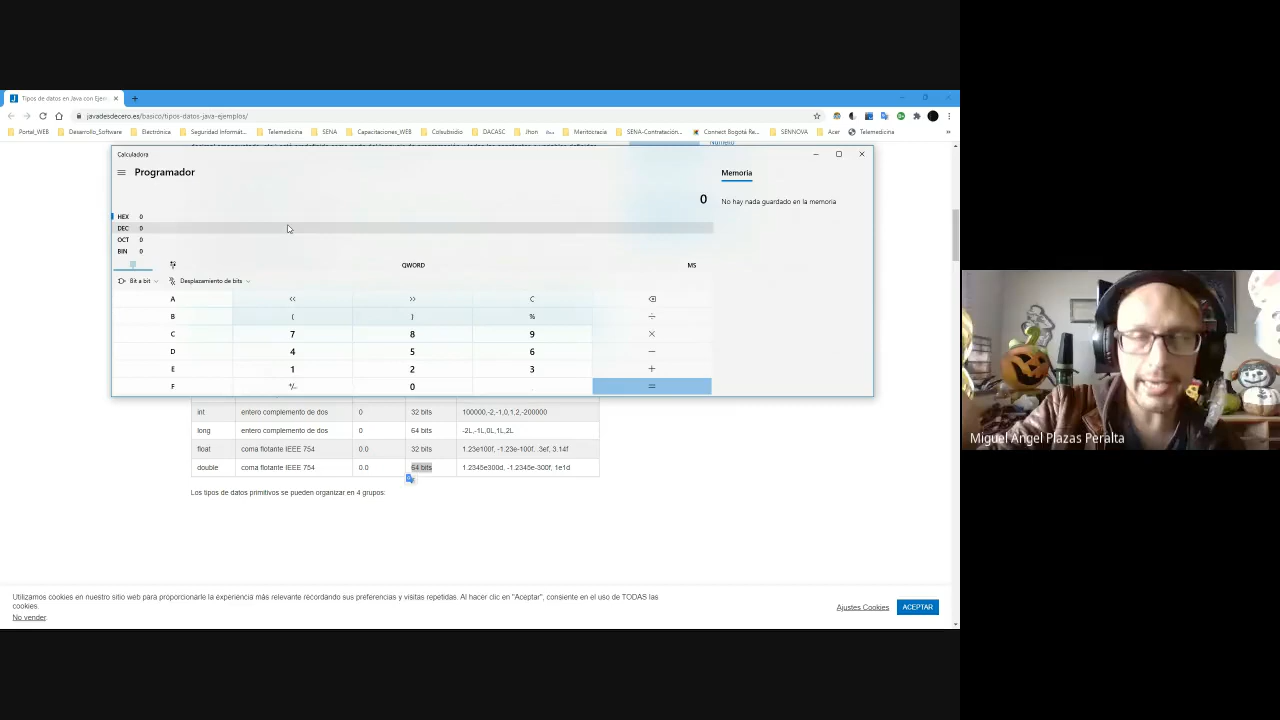 Tipos de datos en Java con Ejem
javadesdecero.es/basico/tipos-datos-java-ejemplos/
Portal_WEB
Desarrollo_Software
Electrónica
Seguridad Informát...
Telemedicina
SENA
Capacitaciones_WEB
Colsubsidio
DACASC
Jhon
Meritocracia
SENA-Contratación...
Connect Bogotá Re...
SENNOVA
Acer
Telemedicina
»
Número
Calculadora
Programador
Memoria
0
No hay nada guardado en la memoria
HEX 0
DEC 0
OCT 0
BIN 0
QWORD
MS
Bit a bit
Desplazamiento de bits
A << >> C
B ( ) % ÷
C 7 8 9 ×
D 4 5 6 −
E 1 2 3 +
F +/− 0 . =
int entero complemento de dos 0 32 bits 100000,-2,-1,0,1,2,-200000
long entero complemento de dos 0 64 bits -2L,-1L,0L,1L,2L
float coma flotante IEEE 754 0.0 32 bits 1.23e100f, -1.23e-100f, .3ef, 3.14f
double coma flotante IEEE 754 0.0 64 bits 1.2345e300d, -1.2345e-300f, 1e1d
Los tipos de datos primitivos se pueden organizar en 4 grupos:
Utilizamos cookies en nuestro sitio web para proporcionarle la experiencia más relevante recordando sus preferencias y visitas repetidas. Al hacer clic en "Aceptar", consiente en el uso de TODAS las
cookies.
No vender
Ajustes Cookies
ACEPTAR
Miguel Angel Plazas Peralta